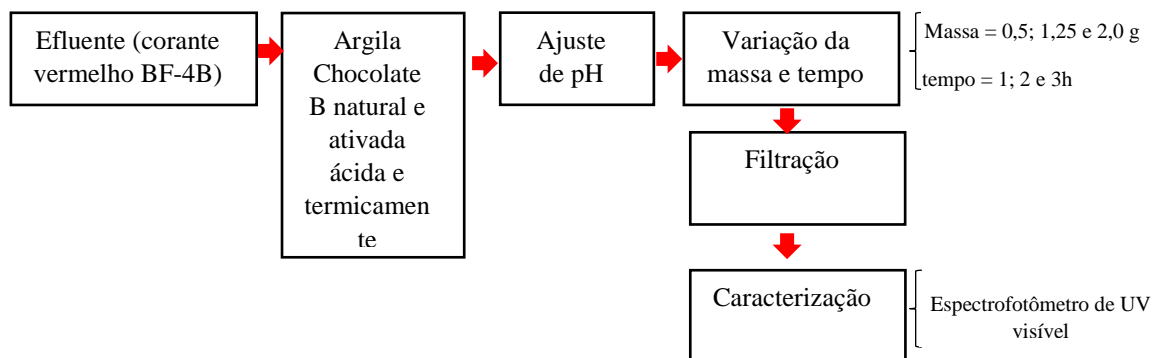 Efluente (corante
vermelho BF-4B)
Argila
Chocolate
B natural e
ativada
ácida e
termicamen
te
Ajuste
de pH
Variação da
massa e tempo
Massa = 0,5; 1,25 e 2,0 g
tempo = 1; 2 e 3h
Filtração
Caracterização
Espectrofotômetro de UV
visível